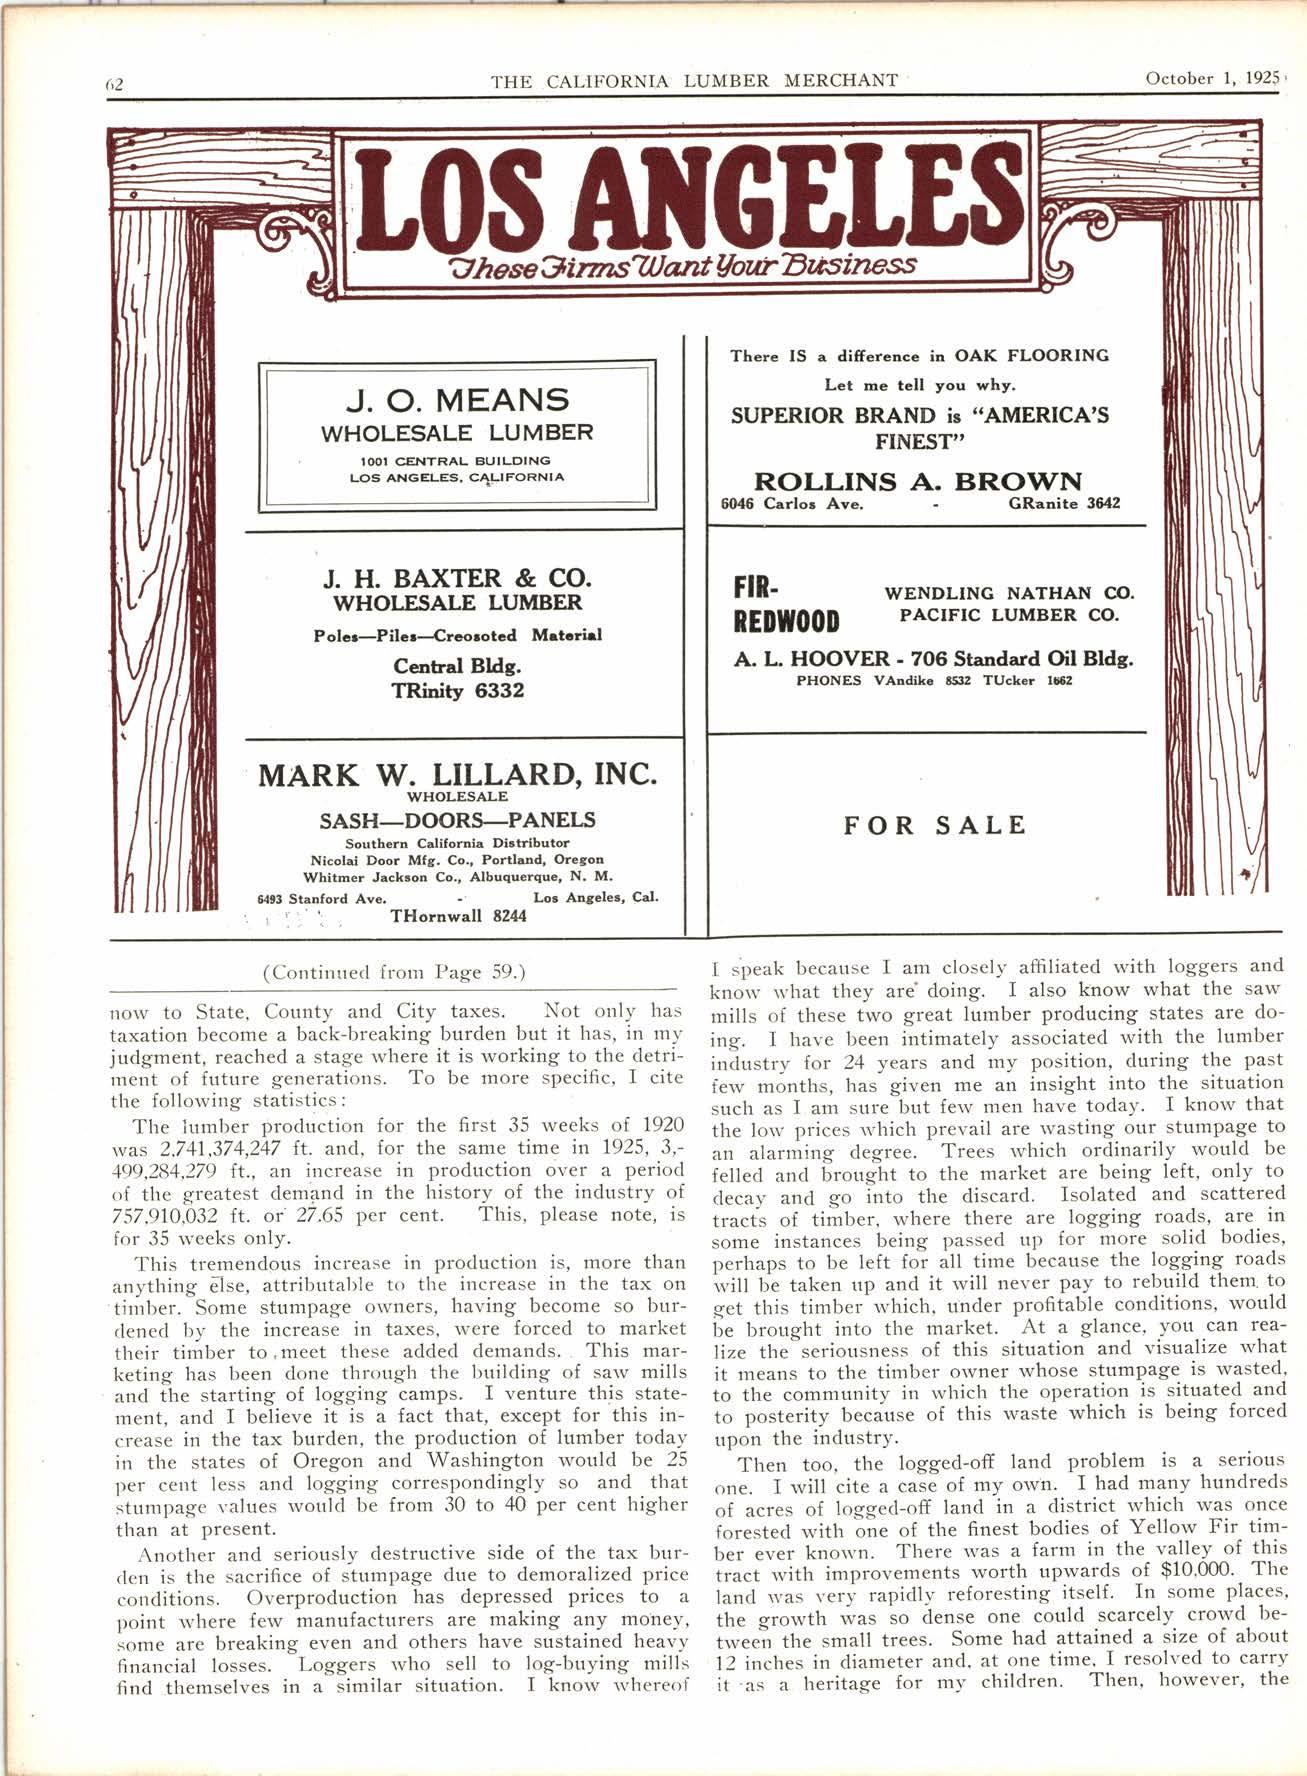 62
THE CALIFORNIA LUMBER MERCHANT
October 1, 1925
LOS ANGELES
These Firms Want Your Business
J. O. MEANS
WHOLESALE LUMBER
1001 CENTRAL BUILDING
LOS ANGELES, CALIFORNIA
J. H. BAXTER & CO.
WHOLESALE LUMBER
Poles—Piles—Creosoted Material
Central Bldg.
TRinity 6332
MARK W. LILLARD, INC.
WHOLESALE
SASH—DOORS—PANELS
Southern California Distributor
Nicolai Door Mfg. Co., Portland, Oregon
Whitmer Jackson Co., Albuquerque, N. M.
6493 Stanford Ave. - Los Angeles, Cal.
THornwall 8244
There IS a difference in OAK FLOORING
Let me tell you why.
SUPERIOR BRAND is "AMERICA'S
FINEST"
ROLLINS A. BROWN
6046 Carlos Ave. - GRanite 3642
FIR-
REDWOOD
WENDLING NATHAN CO.
PACIFIC LUMBER CO.
A. L. HOOVER - 706 Standard Oil Bldg.
PHONES VAndike 8532 TUcker 1662
FOR SALE
(Continued from Page 59.)
now to State, County and City taxes. Not only has
taxation become a back-breaking burden but it has, in my
judgment, reached a stage where it is working to the detri-
ment of future generations. To be more specific, I cite
the following statistics:
The lumber production for the first 35 weeks of 1920
was 2,741,374,247 ft. and, for the same time in 1925, 3,-
499,284,279 ft., an increase in production over a period
of the greatest demand in the history of the industry of
757,910,032 ft. or 27.65 per cent. This, please note, is
for 35 weeks only.
This tremendous increase in production is, more than
anything else, attributable to the increase in the tax on
timber. Some stumpage owners, having become so bur-
dened by the increase in taxes, were forced to market
their timber to meet these added demands. This mar-
keting has been done through the building of saw mills
and the starting of logging camps. I venture this state-
ment, and I believe it is a fact that, except for this in-
crease in the tax burden, the production of lumber today
in the states of Oregon and Washington would be 25
per cent less and logging correspondingly so and that
stumpage values would be from 30 to 40 per cent higher
than at present.
Another and seriously destructive side of the tax bur-
den is the sacrifice of stumpage due to demoralized price
conditions. Overproduction has depressed prices to a
point where few manufacturers are making any money,
some are breaking even and others have sustained heavy
financial losses. Loggers who sell to log-buying mills
find themselves in a similar situation. I know whereof
I speak because I am closely affiliated with loggers and
know what they are doing. I also know what the saw
mills of these two great lumber producing states are do-
ing. I have been intimately associated with the lumber
industry for 24 years and my position, during the past
few months, has given me an insight into the situation
such as I am sure but few men have today. I know that
the low prices which prevail are wasting our stumpage to
an alarming degree. Trees which ordinarily would be
felled and brought to the market are being left, only to
decay and go into the discard. Isolated and scattered
tracts of timber, where there are logging roads, are in
some instances being passed up for more solid bodies,
perhaps to be left for all time because the logging roads
will be taken up and it will never pay to rebuild them to
get this timber which, under profitable conditions, would
be brought into the market. At a glance, you can rea-
lize the seriousness of this situation and visualize what
it means to the timber owner whose stumpage is wasted,
to the community in which the operation is situated and
to posterity because of this waste which is being forced
upon the industry.
Then too, the logged-off land problem is a serious
one. I will cite a case of my own. I had many hundreds
of acres of logged-off land in a district which was once
forested with one of the finest bodies of Yellow Fir tim-
ber ever known. There was a farm in the valley of this
tract with improvements worth upwards of $10,000. The
land was very rapidly reforesting itself. In some places,
the growth was so dense one could scarcely crowd be-
tween the small trees. Some had attained a size of about
12 inches in diameter and, at one time, I resolved to carry
it as a heritage for my children. Then, however, the